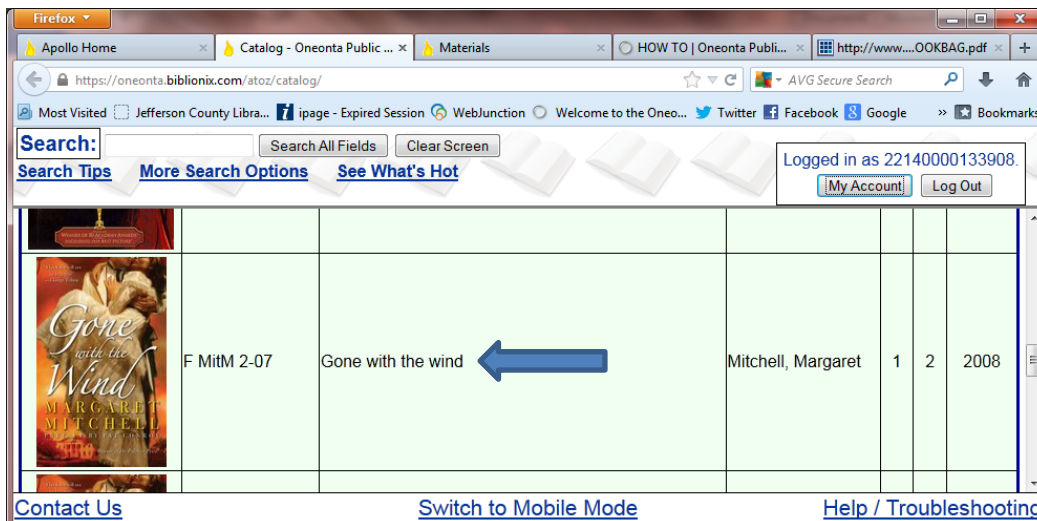 Firefox
Apollo Home
Catalog - Oneonta Public ...
Materials
HOW TO | Oneonta Publi...
http://www....OOKBAG.pdf
https://oneonta.biblionix.com/atoz/catalog/
AVG Secure Search
Most Visited
Jefferson County Libra...
ipage - Expired Session
WebJunction
Welcome to the Oneo...
Twitter
Facebook
Google
»
Bookmarks
Search:
Search All Fields
Clear Screen
Search Tips
More Search Options
See What's Hot
Logged in as 22140000133908.
My Account
Log Out
Gone
with the
Wind
MARGARET
MITCHELL
F MitM 2-07
Gone with the wind
Mitchell, Margaret
1
2
2008
Contact Us
Switch to Mobile Mode
Help / Troubleshooting